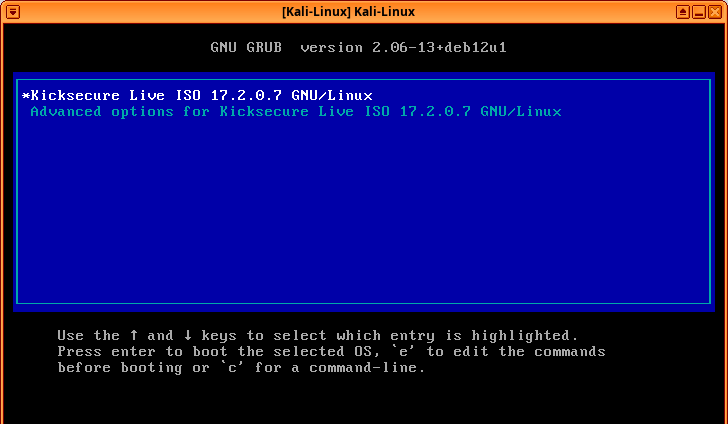 [Kali-Linux] Kali-Linux
GNU GRUB  version 2.06-13+deb12u1
*Kicksecure Live ISO 17.2.0.7 GNU/Linux
Advanced options for Kicksecure Live ISO 17.2.0.7 GNU/Linux
Use the ↑ and ↓ keys to select which entry is highlighted.
Press enter to boot the selected OS, `e' to edit the commands
before booting or `c' for a command-line.